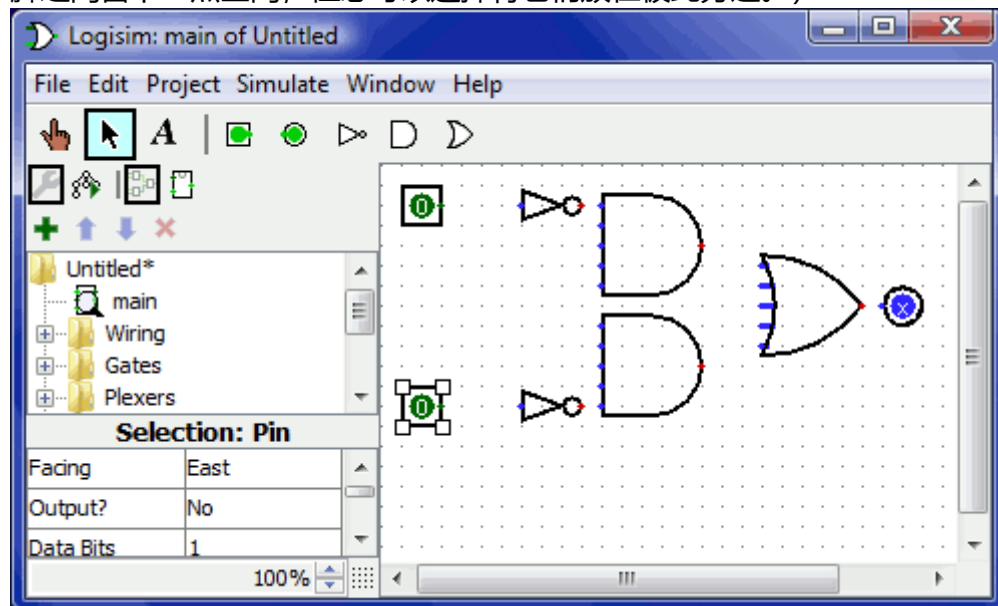 Logisim: main of Untitled
File Edit Project Simulate Window Help
A
Untitled*
main
Wiring
Gates
Plexers
Selection: Pin
Facing East
Output? No
Data Bits 1
100%
0
0
x